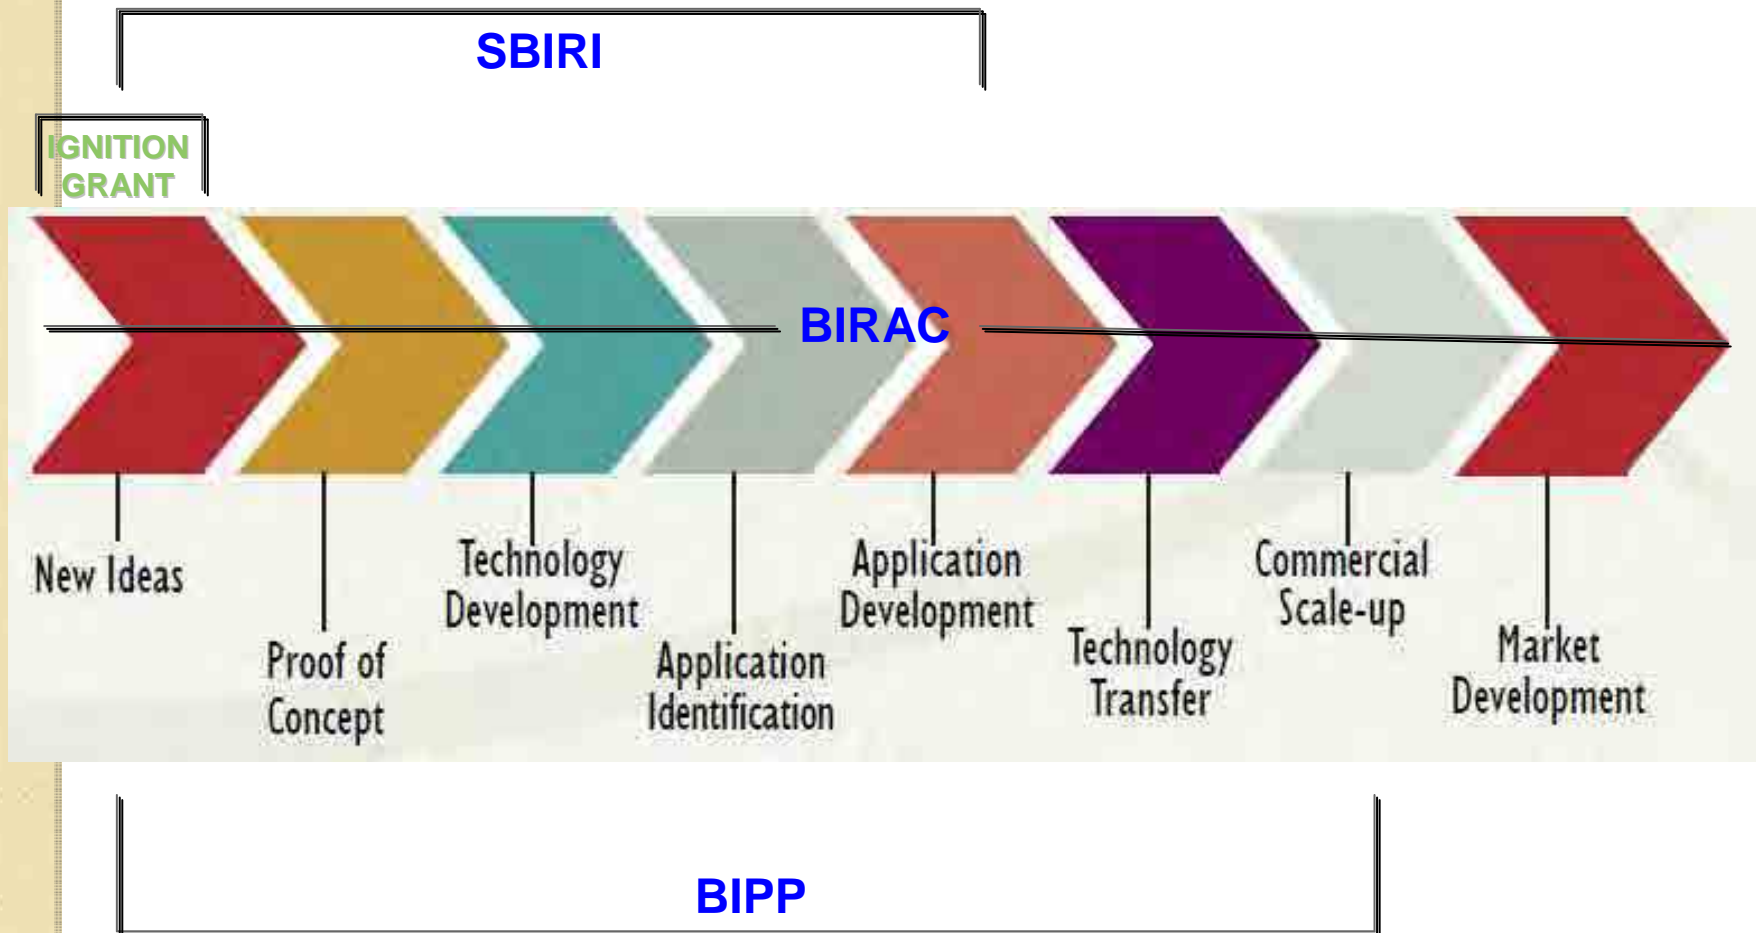 SBIRI
IGNITION
GRANT
BIRAC
New Ideas
Proof of
Concept
Technology
Development
Application
Identification
Application
Development
Technology
Transfer
Commercial
Scale-up
Market
Development
BIPP